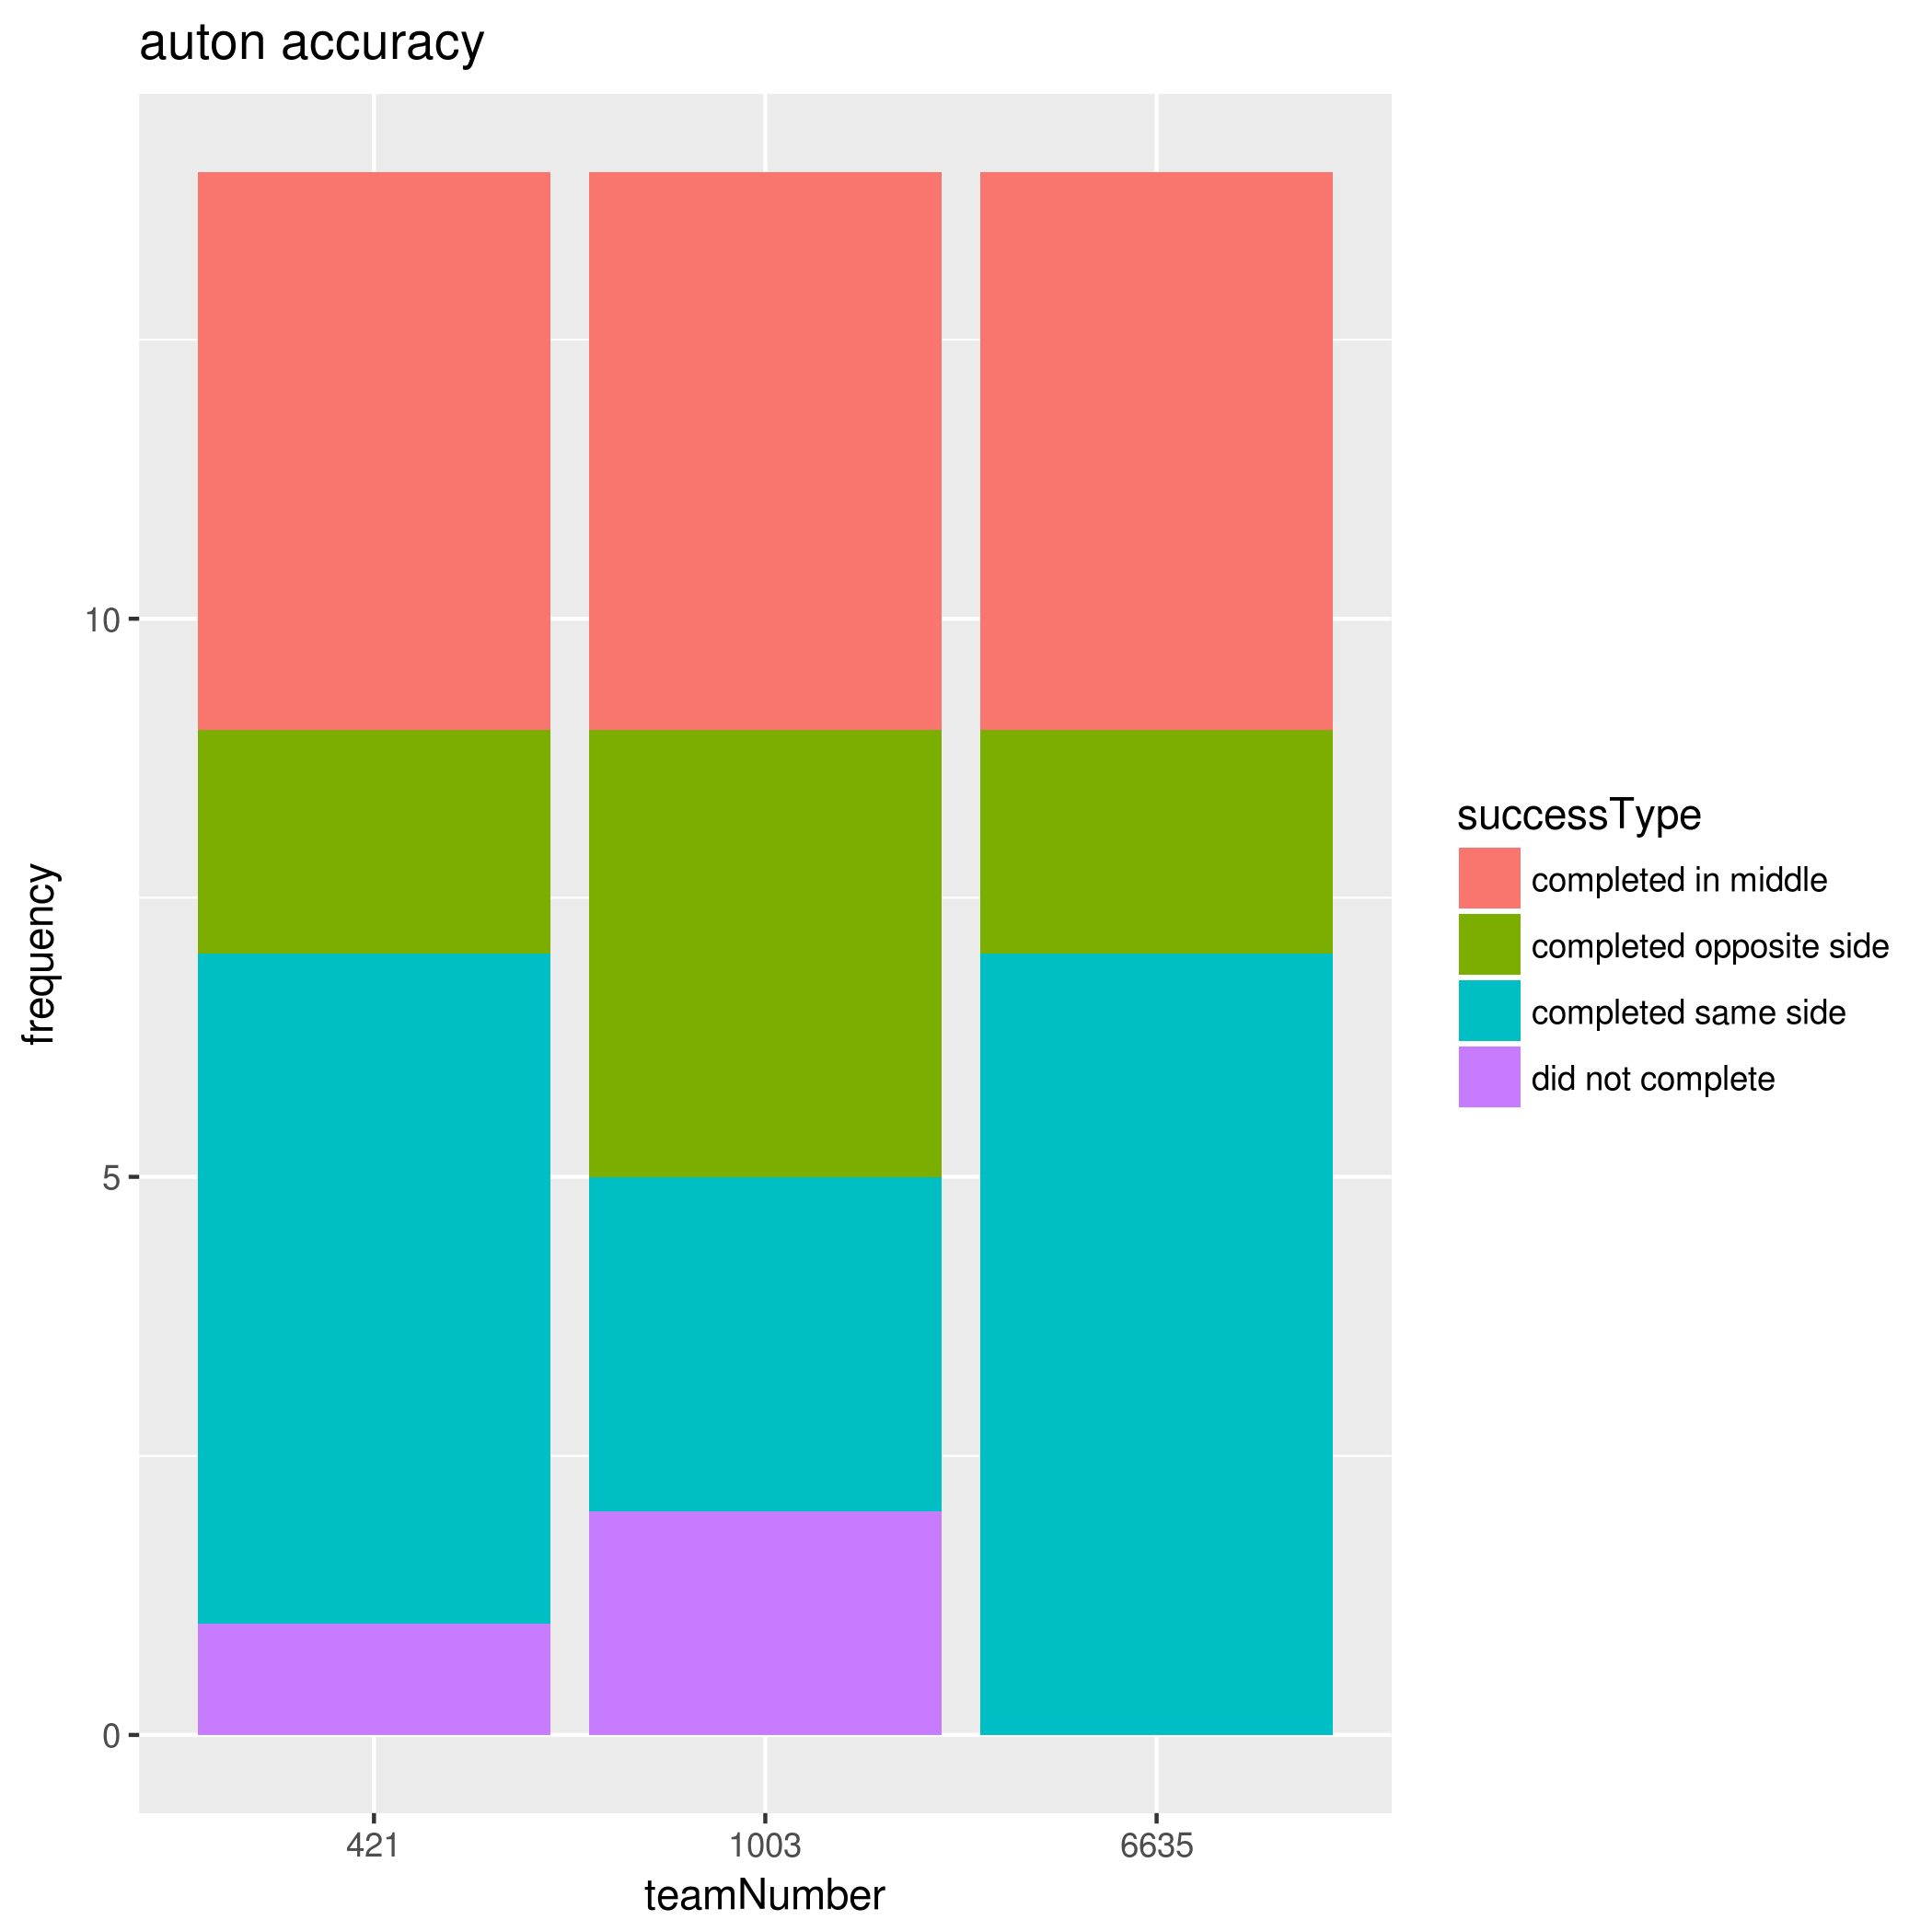 auton accuracy
frequency
10
5
0
421 1003 6635
teamNumber
successType
completed in middle
completed opposite side
completed same side
did not complete